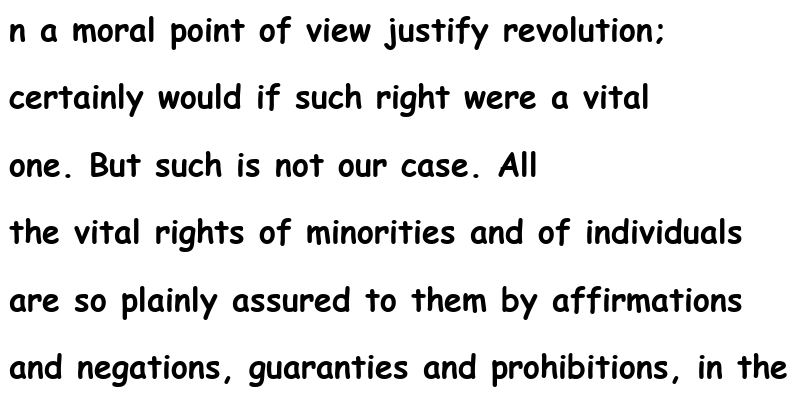 n a moral point of view justify revolution;
certainly would if such right were a vital
one. But such is not our case. All
the vital rights of minorities and of individuals
are so plainly assured to them by affirmations
and negations, guaranties and prohibitions, in the